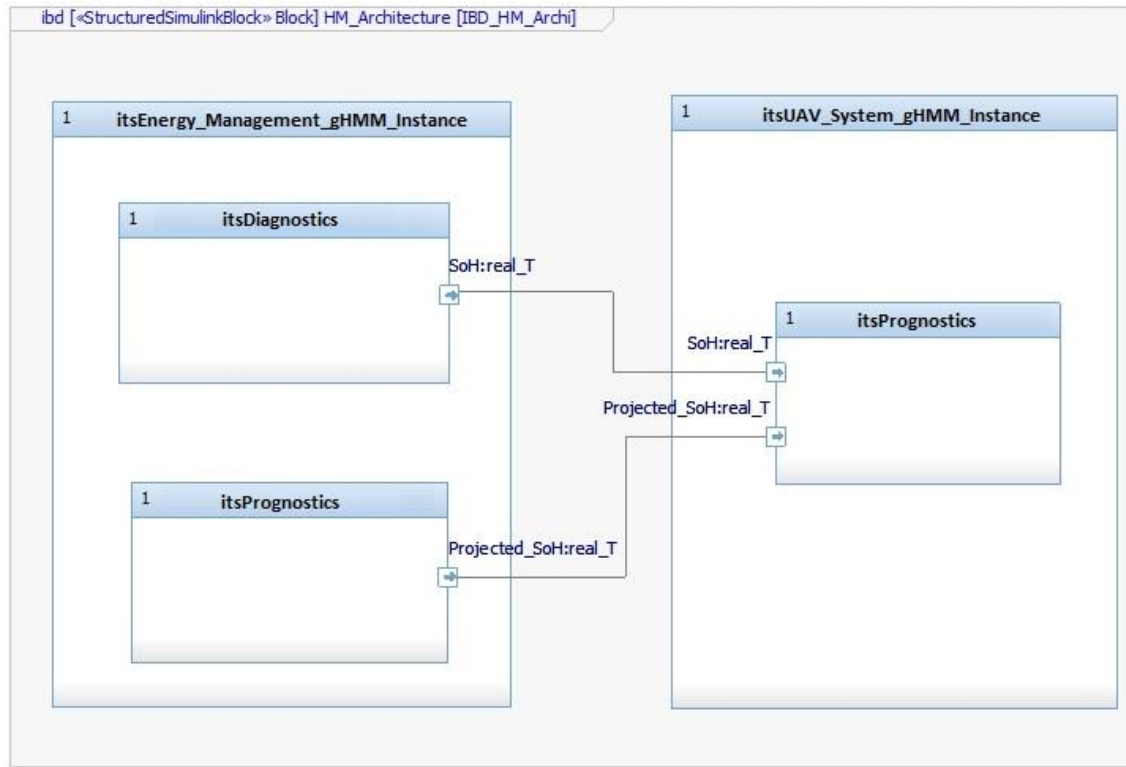 ibd [«StructuredSimulinkBlock» Block] HM_Architecture [IBD_HM_Archi]
1 itsEnergy_Management_gHMM_Instance
1 itsUAV_System_gHMM_Instance
1 itsDiagnostics
SoH:real_T
1 itsPrognostics
SoH:real_T
Projected_SoH:real_T
1 itsPrognostics
Projected_SoH:real_T